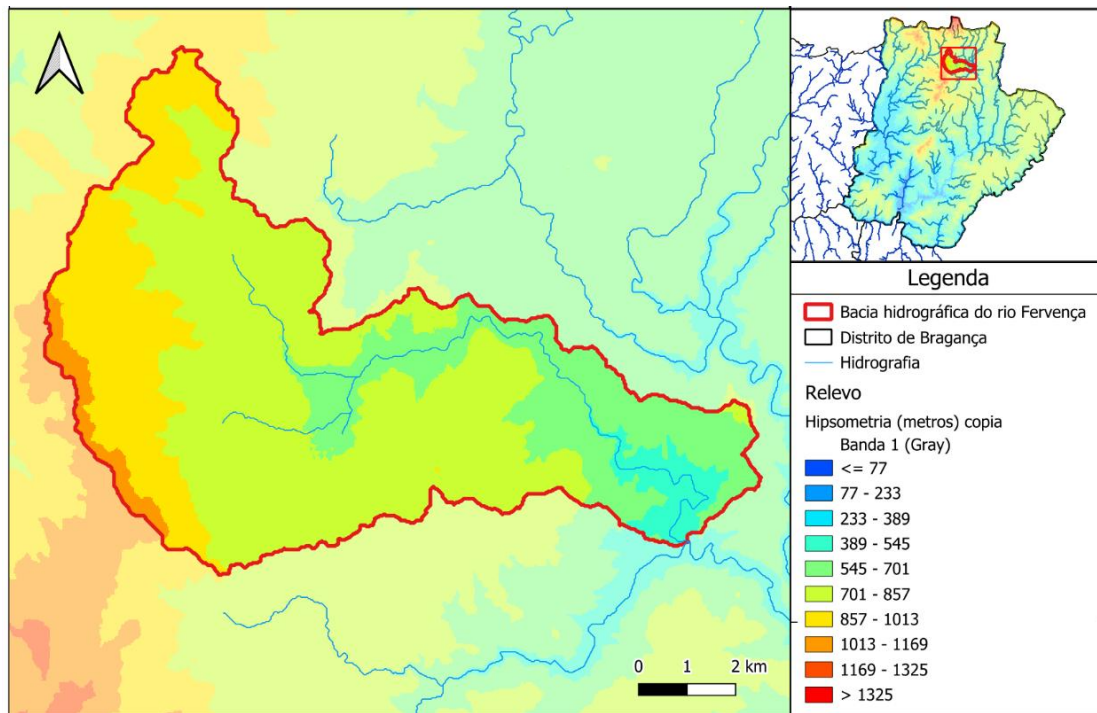 0 1 2 km
Legenda
Bacia hidrográfica do rio Fervença
Distrito de Bragança
Hidrografia
Relevo
Hipsometria (metros) copia
Banda 1 (Gray)
<= 77
77 - 233
233 - 389
389 - 545
545 - 701
701 - 857
857 - 1013
1013 - 1169
1169 - 1325
> 1325